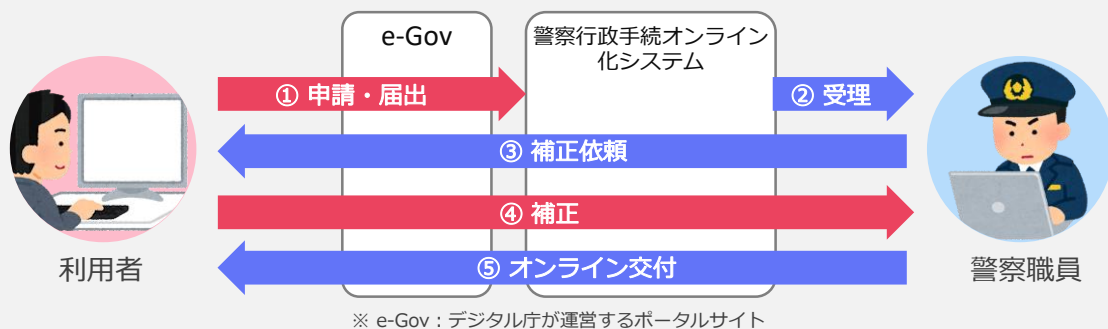 e-Gov
警察行政手続オンライン
化システム
① 申請・届出
② 受理
③ 補正依頼
④ 補正
⑤ オンライン交付
利用者
警察職員
※ e-Gov：デジタル庁が運営するポータルサイト